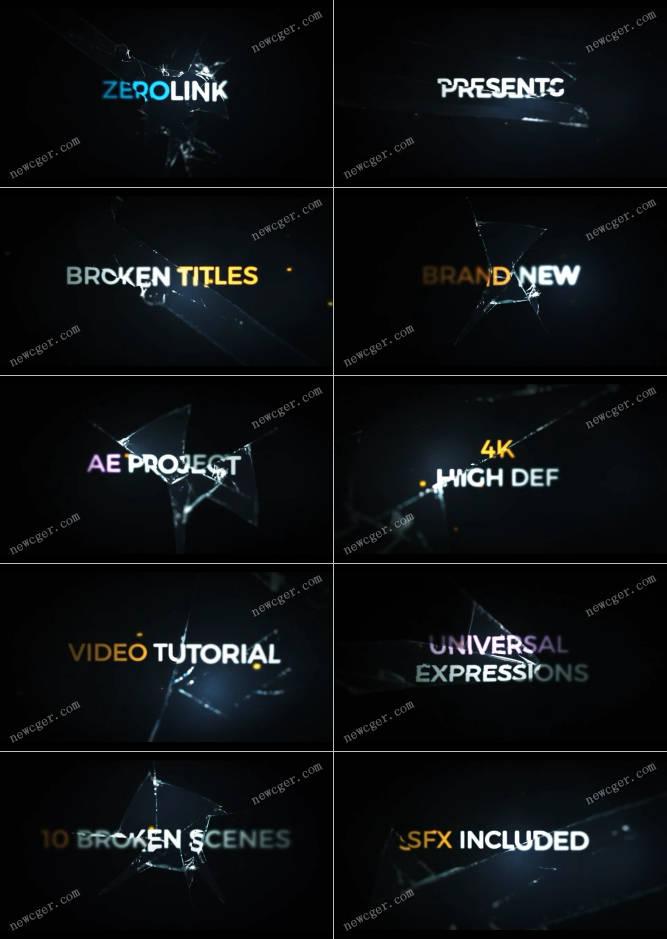 newcger.com
ZEROLINK
newcger.com
newcger.com
PRESENTS
newcger.com
newcger.com
BROKEN TITLES
newcger.com
newcger.com
BRAND NEW
newcger.com
newcger.com
AE PROJECT
newcger.com
newcger.com
4K
HIGH DEF
newcger.com
newcger.com
VIDEO TUTORIAL
newcger.com
newcger.com
UNIVERSAL
EXPRESSIONS
newcger.com
newcger.com
10 BROKEN SCENES
newcger.com
newcger.com
SFX INCLUDED
newcger.com